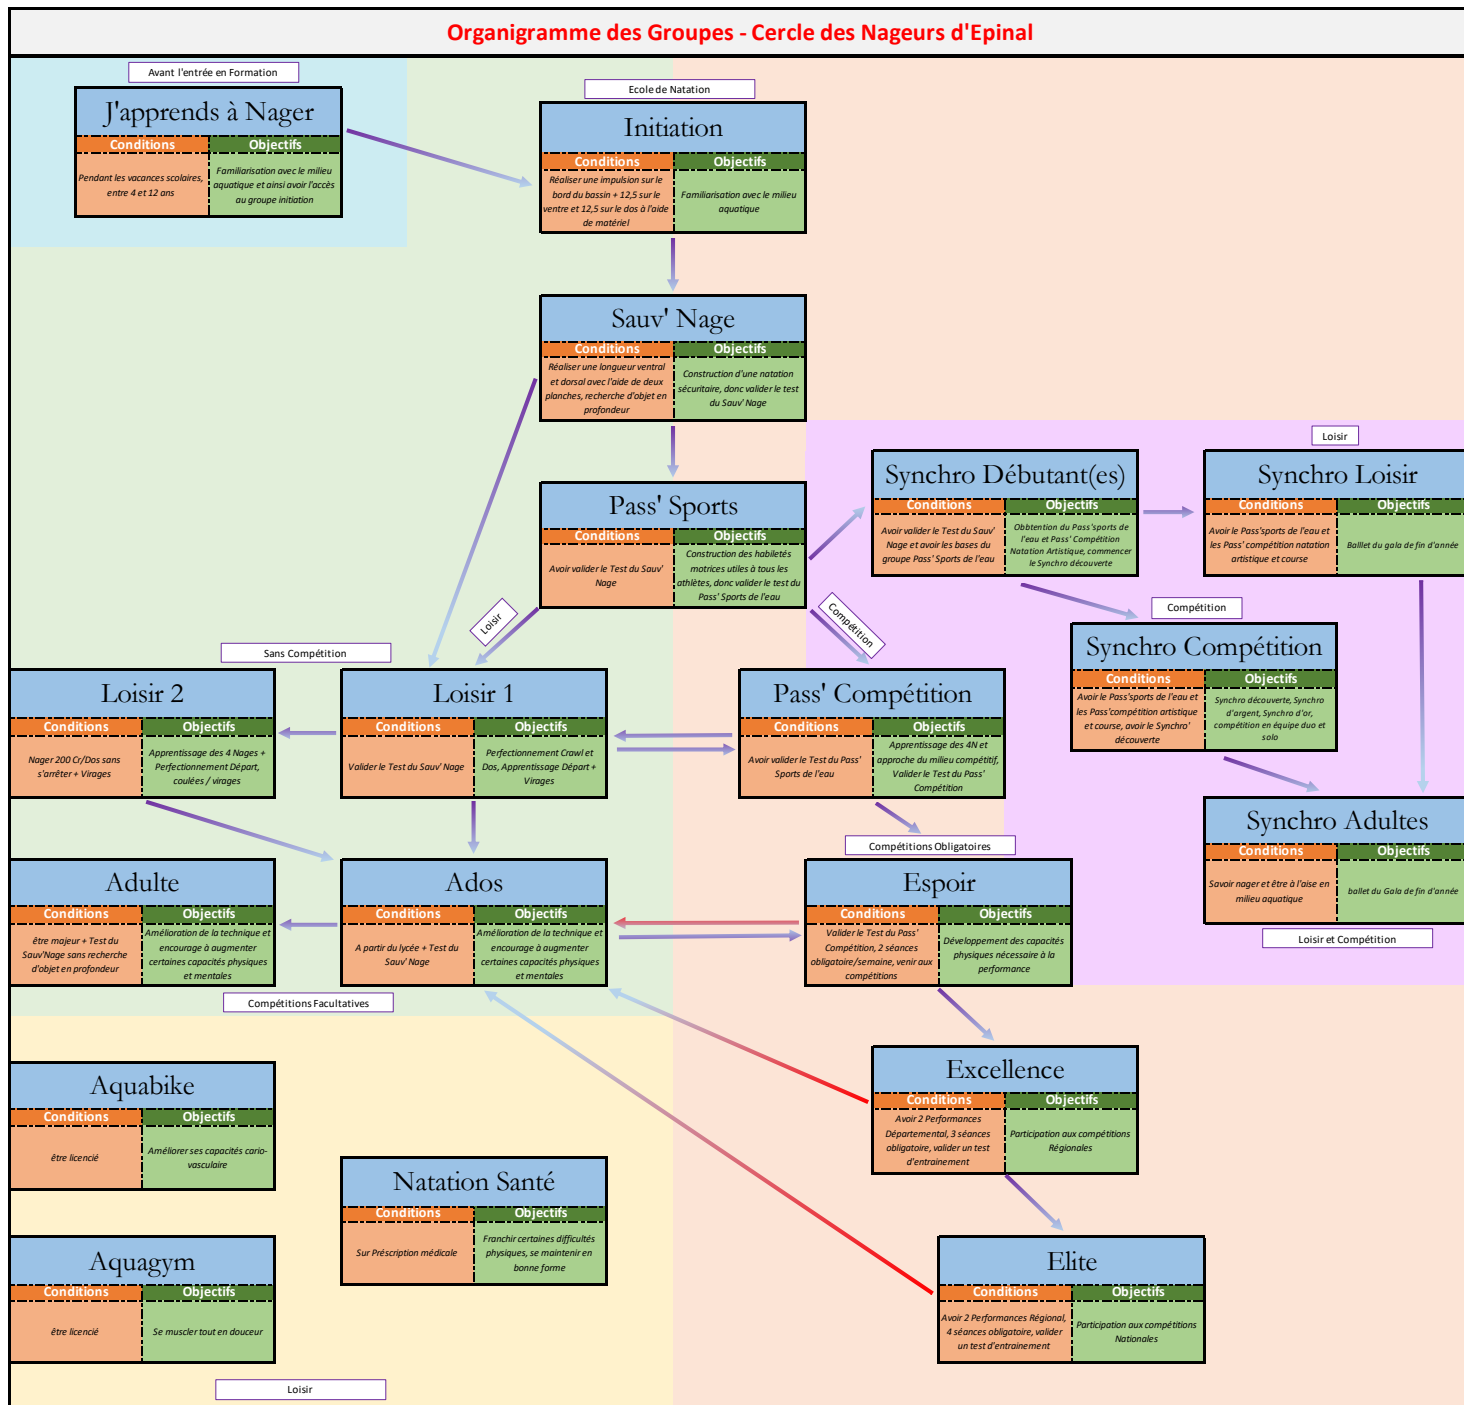 Organigramme des Groupes - Cercle des Nageurs d'Epinal
Avant l'entrée en Formation
J'apprends à Nager
Conditions
Objectifs
Pendant les vacances scolaires,
entre 4 et 12 ans
Familiarisation avec le milieu
aquatique et ainsi avoir l'accès
au groupe initiation
Ecole de Natation
Initiation
Conditions
Objectifs
Réaliser une impulsion sur le
bord du bassin + 12,5 sur le
ventre et 12,5 sur le dos à l'aide
de matériel
Familiarisation avec le milieu
aquatique
Sauv' Nage
Conditions
Objectifs
Réaliser une longueur ventral
et dorsal avec l'aide de deux
planches, recherche d'objet en
profondeur
Construction d'une natation
sécuritaire, donc valider le test
du Sauv' Nage
Pass' Sports
Conditions
Objectifs
Avoir valider le Test du Sauv'
Nage
Construction des habiletés
motrices utiles à tous les
athlètes, donc valider le test du
Pass' Sports de l'eau
Synchro Débutant(es)
Conditions
Objectifs
Avoir valider le Test du Sauv'
Nage et avoir les bases du
groupe Pass' Sports de l'eau
Obbtention du Pass'sports de
l'eau et Pass' Compétition
Natation Artistique, commencer
le Synchro découverte
Loisir
Synchro Loisir
Conditions
Objectifs
Avoir le Pass'sports de l'eau et
les Pass' compétition natation
artistique et course
Balllet du gala de fin d'année
Loisir
Compétition
Compétition
Synchro Compétition
Conditions
Objectifs
Avoir le Pass'sports de l'eau et
les Pass'compétition artistique
et course, avoir le Synchro'
découverte
Synchro découverte, Synchro
d'argent, Synchro d'or,
compétition en équipe duo et
solo
Sans Compétition
Loisir 2
Conditions
Objectifs
Nager 200 Cr/Dos sans
s'arrêter + Virages
Apprentissage des 4 Nages +
Perfectionnement Départ,
coulées / virages
Loisir 1
Conditions
Objectifs
Valider le Test du Sauv' Nage
Perfectionnement Crawl et
Dos, Apprentissage Départ +
Virages
Pass' Compétition
Conditions
Objectifs
Avoir valider le Test du Pass'
Sports de l'eau
Apprentissage des 4N et
approche du milieu compétitif,
Valider le Test du Pass'
Compétition
Synchro Adultes
Conditions
Objectifs
Savoir nager et être à l'aise en
milieu aquatique
ballet du Gala de fin d'année
Loisir et Compétition
Adulte
Conditions
Objectifs
être majeur + Test du
Sauv'Nage sans recherche
d'objet en profondeur
Amélioration de la technique et
encourage à augmenter
certaines capacités physiques
et mentales
Compétitions Facultatives
Ados
Conditions
Objectifs
A partir du lycée + Test du
Sauv' Nage
Amélioration de la technique et
encourage à augmenter
certaines capacités physiques
et mentales
Compétitions Obligatoires
Espoir
Conditions
Objectifs
Valider le Test du Pass'
Compétition, 2 séances
obligatoire/semaine, venir aux
compétitions
Développement des capacités
physiques nécessaire à la
performance
Excellence
Conditions
Objectifs
Avoir 2 Performances
Départemental, 3 séances
obligatoire, valider un test
d'entrainement
Participation aux compétitions
Régionales
Elite
Conditions
Objectifs
Avoir 2 Performances Régional,
4 séances obligatoire, valider
un test d'entrainement
Participation aux compétitions
Nationales
Aquabike
Conditions
Objectifs
être licencié
Améliorer ses capacités cario-
vasculaire
Natation Santé
Conditions
Objectifs
Sur Préscription médicale
Franchir certaines difficultés
physiques, se maintenir en
bonne forme
Aquagym
Conditions
Objectifs
être licencié
Se muscler tout en douceur
Loisir